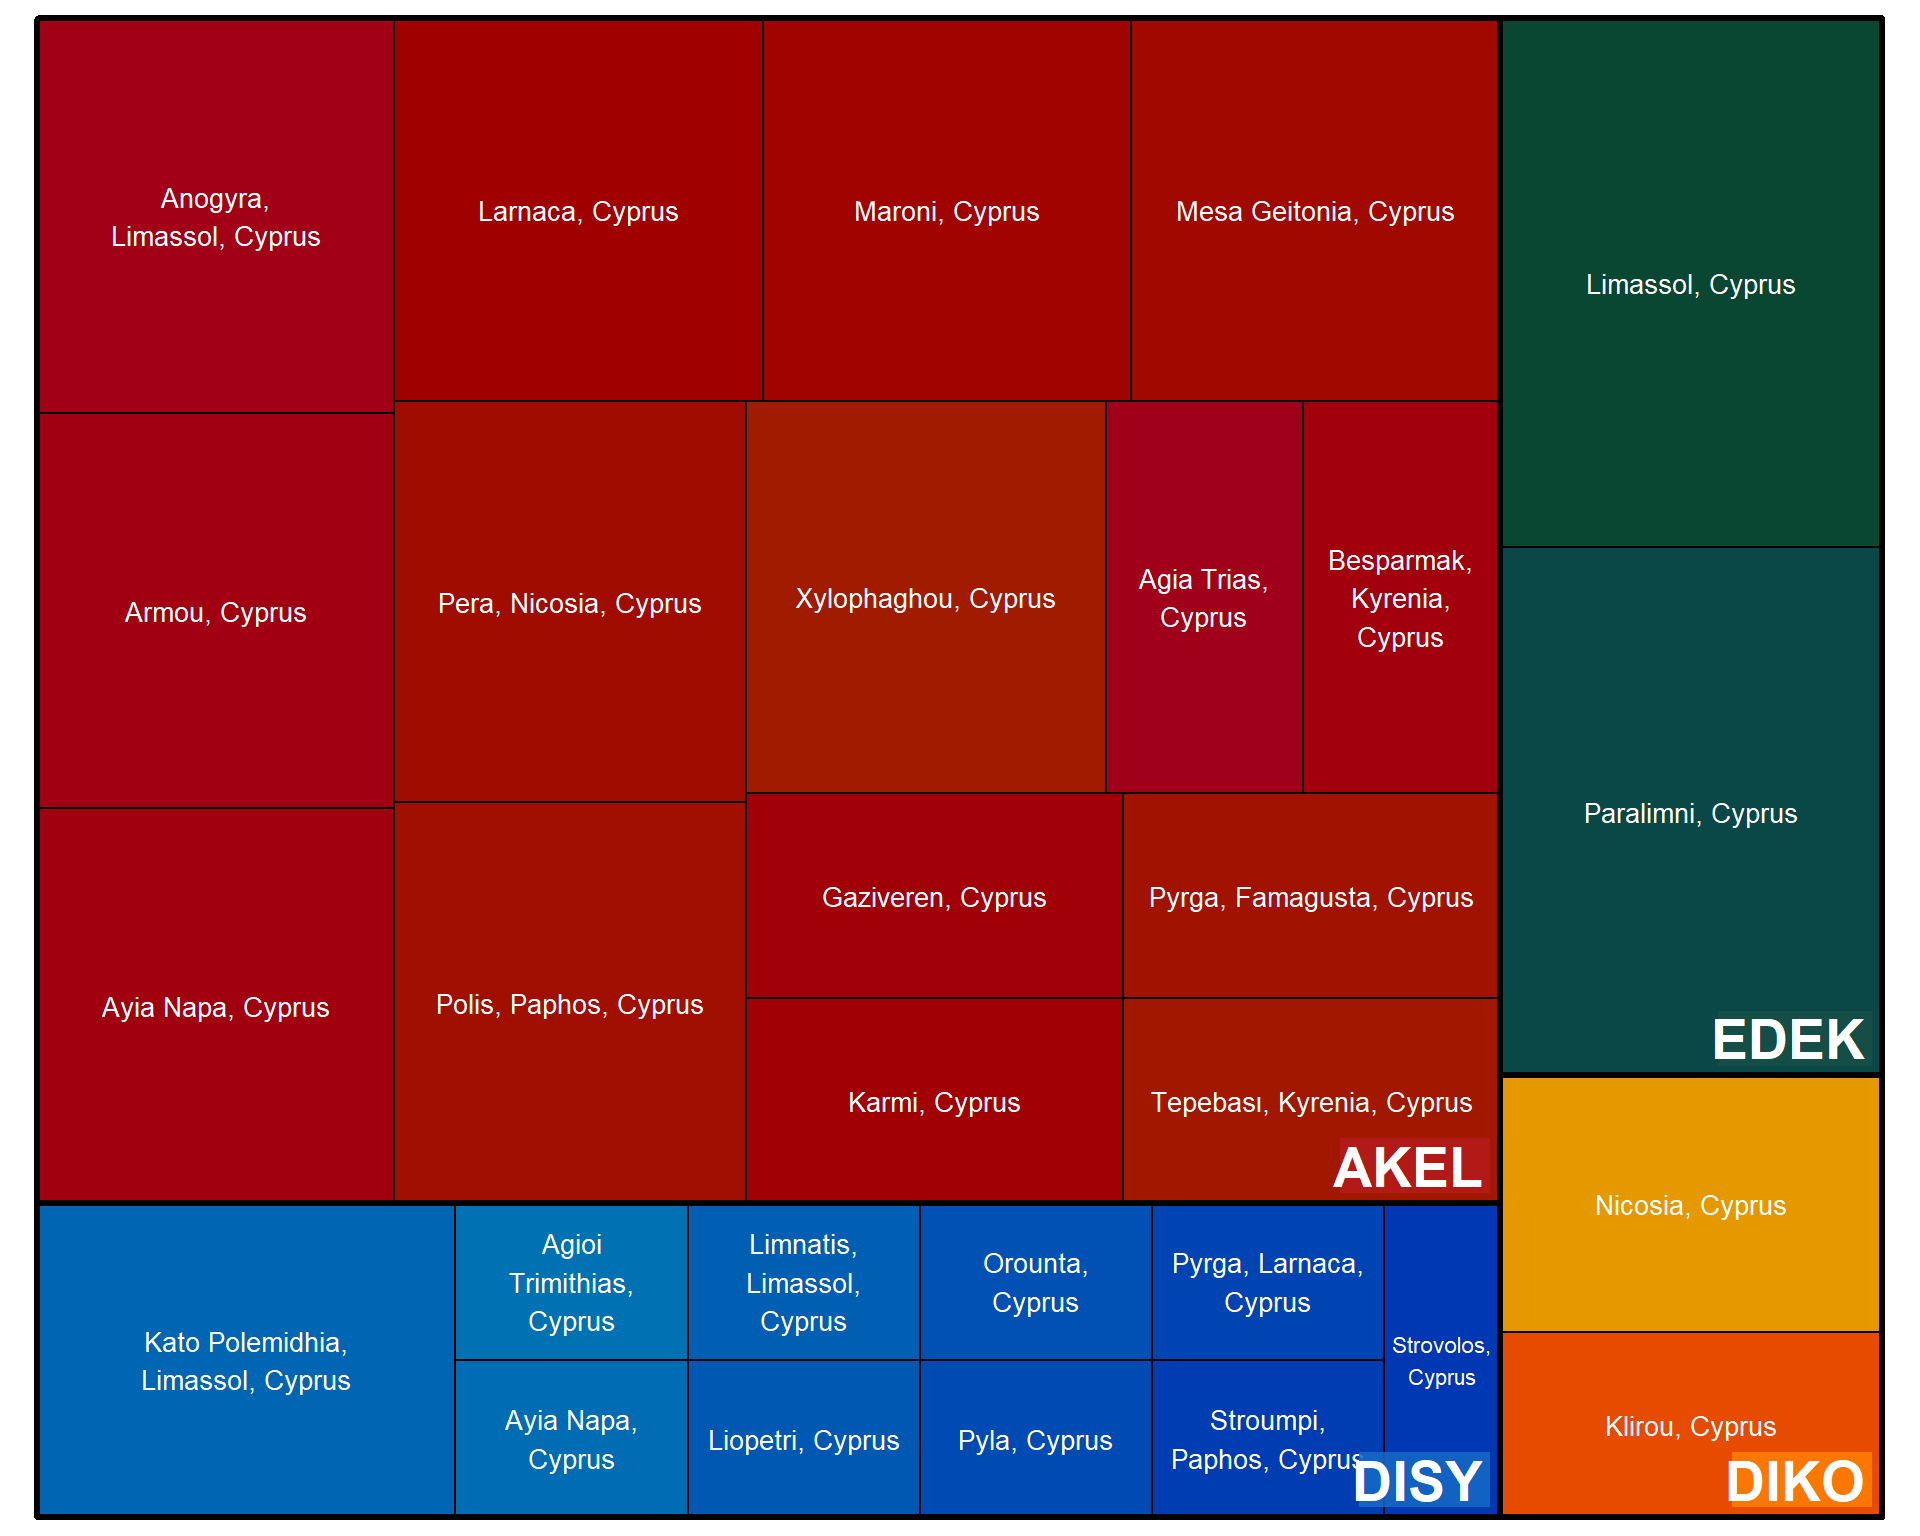 Anogyra,
Limassol, Cyprus
Larnaca, Cyprus
Maroni, Cyprus
Mesa Geitonia, Cyprus
Limassol, Cyprus
Armou, Cyprus
Pera, Nicosia, Cyprus
Xylophaghou, Cyprus
Agia Trias,
Cyprus
Besparmak,
Kyrenia,
Cyprus
Paralimni, Cyprus
Ayia Napa, Cyprus
Polis, Paphos, Cyprus
Gaziveren, Cyprus
Pyrga, Famagusta, Cyprus
Karmi, Cyprus
Tepebası, Kyrenia, Cyprus
AKEL
EDEK
Kato Polemidhia,
Limassol, Cyprus
Agioi
Trimithias,
Cyprus
Limnatis,
Limassol,
Cyprus
Orounta,
Cyprus
Pyrga, Larnaca,
Cyprus
Strovolos,
Cyprus
Ayia Napa,
Cyprus
Liopetri, Cyprus
Pyla, Cyprus
Stroumpi,
Paphos, Cyprus
DISY
Nicosia, Cyprus
Klirou, Cyprus
DIKO